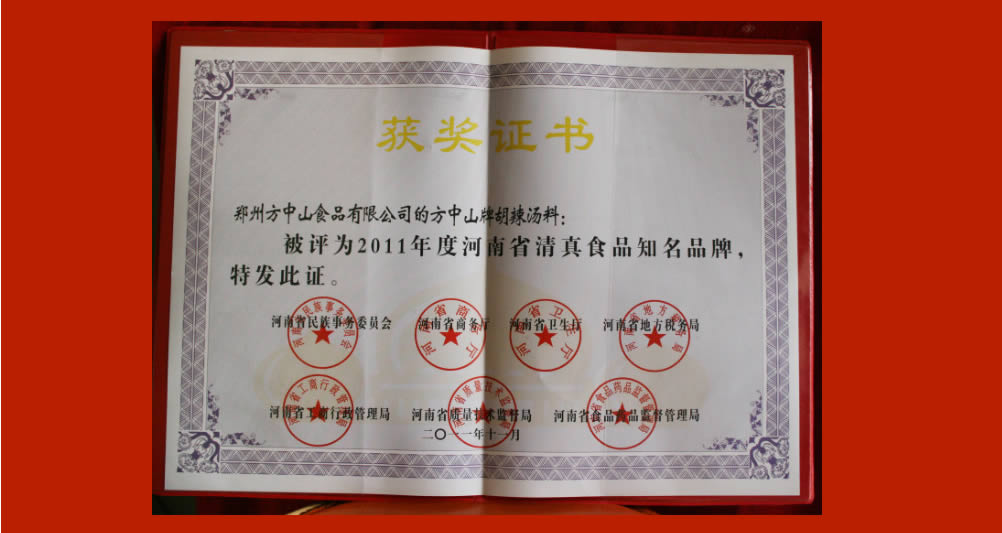 获奖证书
郑州方中山食品有限公司的方中山牌胡辣汤料：
被评为2011年度河南省清真食品知名品牌，
特发此证。
河南省民族事务委员会 河南省商务厅 河南省卫生厅 河南省地方税务局
河南省工商行政管理局 河南省质量技术监督局 河南省食品药品监督管理局
二〇一一年十一月